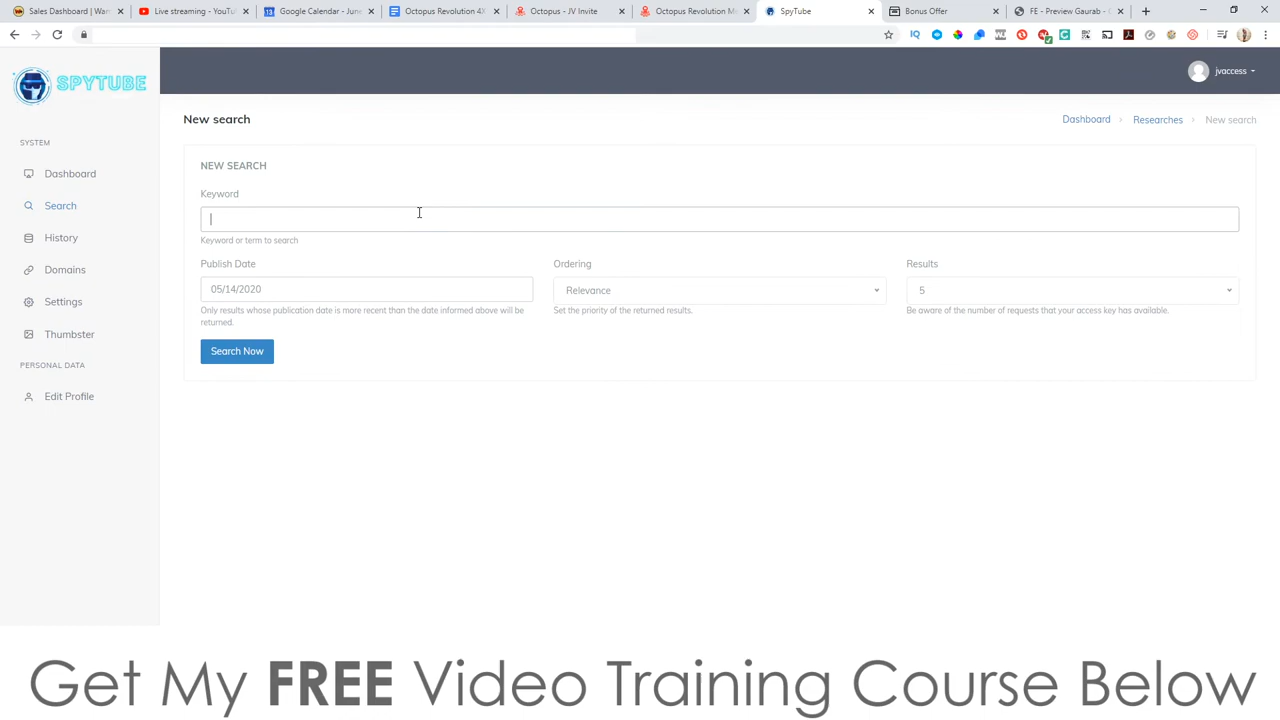 Sales Dashboard | War
Live streaming - YouTu
Google Calendar - June
Octopus Revolution 4X
Octopus - JV Invite
Octopus Revolution Me
SpyTube
Bonus Offer
FE - Preview Gaurab -
SPYTUBE
jvaccess
New search
Dashboard
Researches
New search
SYSTEM
Dashboard
Search
History
Domains
Settings
Thumbster
PERSONAL DATA
Edit Profile
NEW SEARCH
Keyword
Keyword or term to search
Publish Date
Ordering
Results
05/14/2020
Relevance
5
Only results whose publication date is more recent than the date informed above will be
returned.
Set the priority of the returned results.
Be aware of the number of requests that your access key has available.
Search Now
Get My FREE Video Training Course Below